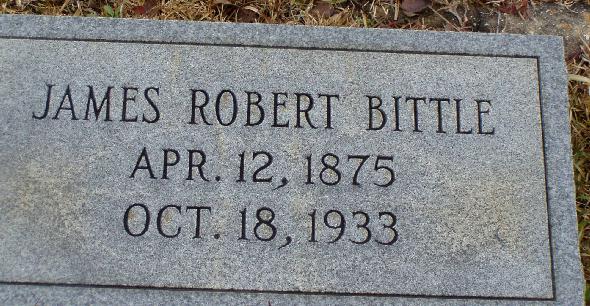 JAMES ROBERT BITTLE
APR. 12, 1875
OCT. 18, 1933